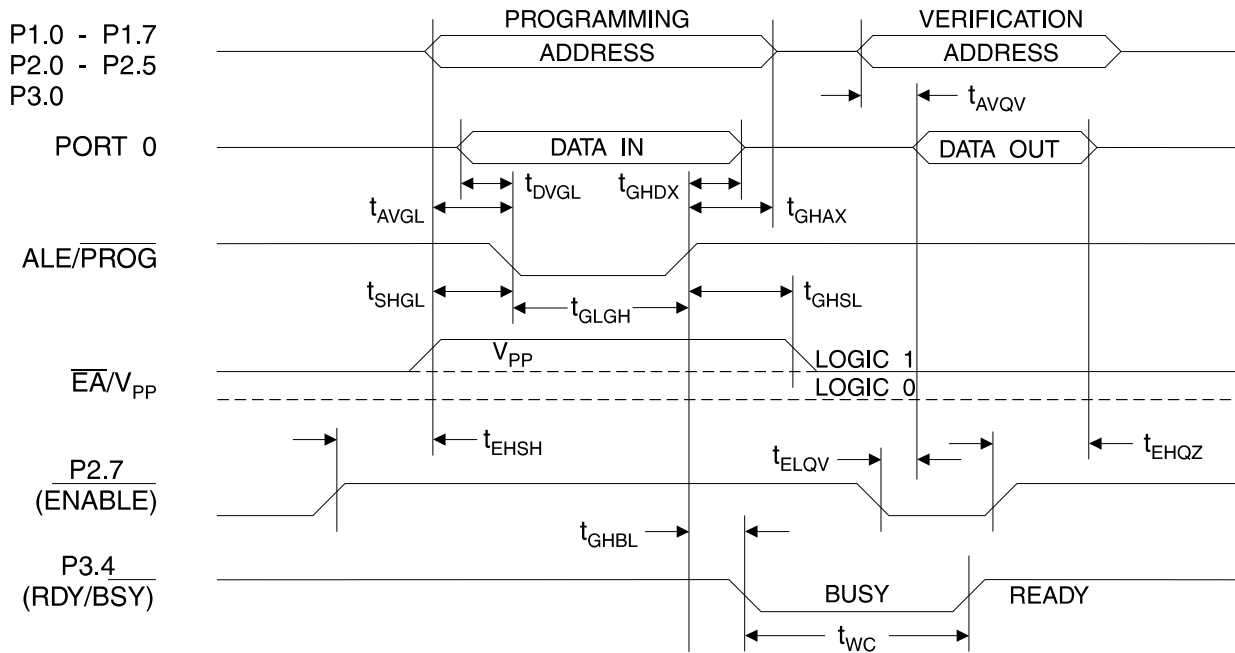 PROGRAMMING
VERIFICATION
P1.0 - P1.7
P2.0 - P2.5
P3.0
ADDRESS
ADDRESS
tAVQV
PORT 0
DATA IN
DATA OUT
tDVGL
tGHDX
tAVGL
tGHAX
ALE/PROG
tSHGL
tGLGH
tGHSL
VPP
LOGIC 1
EA/VPP
LOGIC 0
tEHSH
tELQV
tEHQZ
P2.7
(ENABLE)
tGHBL
P3.4
(RDY/BSY)
BUSY
READY
tWC